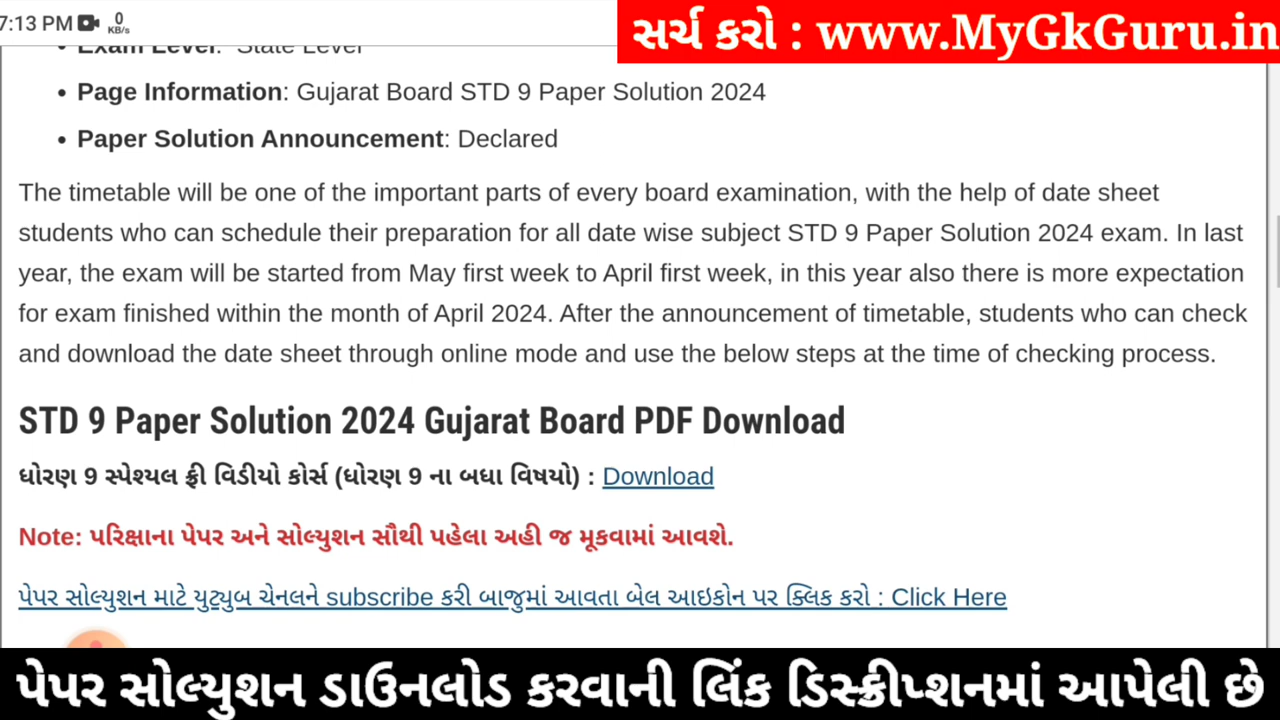 7:13 PM 0 KB/s
સર્ચ કરો : www.MyGkGuru.in
• Exam Level: State Level
• Page Information: Gujarat Board STD 9 Paper Solution 2024
• Paper Solution Announcement: Declared
The timetable will be one of the important parts of every board examination, with the help of date sheet
students who can schedule their preparation for all date wise subject STD 9 Paper Solution 2024 exam. In last
year, the exam will be started from May first week to April first week, in this year also there is more expectation
for exam finished within the month of April 2024. After the announcement of timetable, students who can check
and download the date sheet through online mode and use the below steps at the time of checking process.
STD 9 Paper Solution 2024 Gujarat Board PDF Download
ધોરણ 9 સ્પેશ્યલ ફ્રી વિડીયો કોર્સ (ધોરણ 9 ના બધા વિષયો) : Download
Note: પરિક્ષાના પેપર અને સોલ્યુશન સૌથી પહેલા અહી જ મૂકવામાં આવશે.
પેપર સોલ્યુશન માટે યુટ્યુબ ચેનલને subscribe કરી બાજુમાં આવતા બેલ આઇકોન પર ક્લિક કરો : Click Here
પેપર સોલ્યુશન ડાઉનલોડ કરવાની લિંક ડિસ્ક્રીપ્શનમાં આપેલી છે